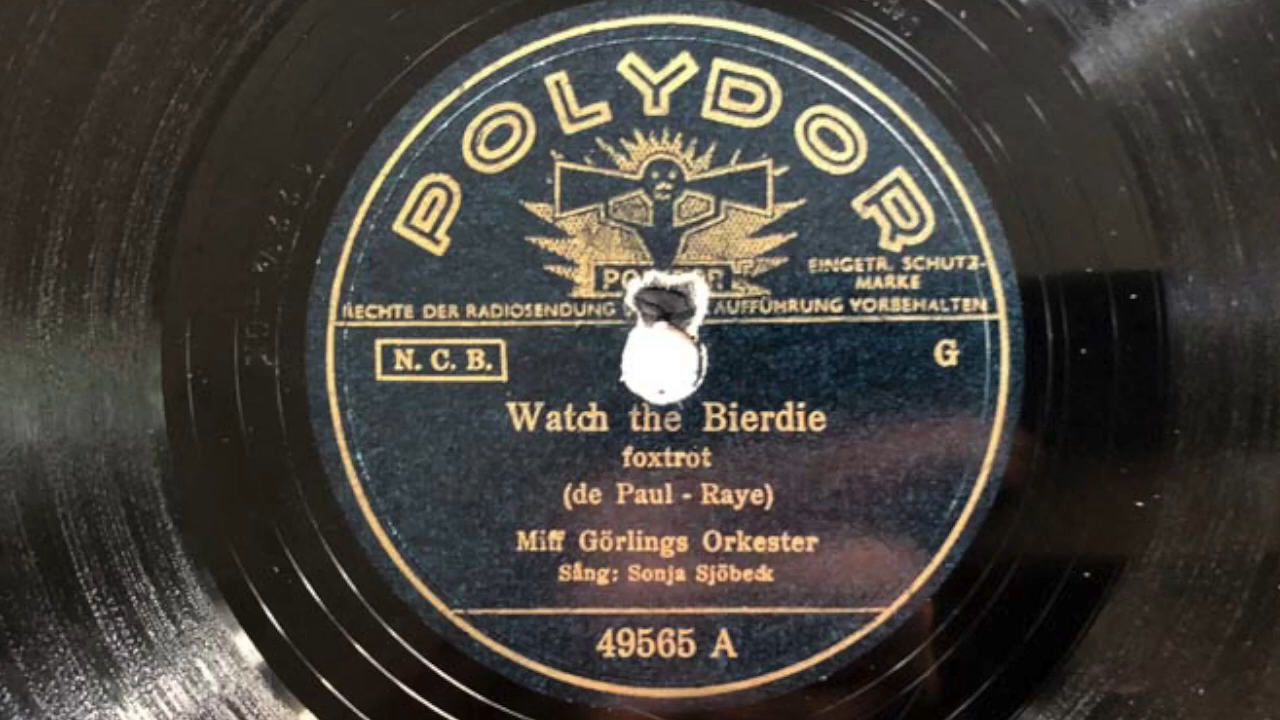 POLYDOR
EINGETR. SCHUTZ-
MARKE
RECHTE DER RADIOSENDUNG AUFFÜHRUNG VORBEHALTEN
N. C. B.
G
Watch the Bierdie
foxtrot
(de Paul - Raye)
Miff Görlings Orkester
Sång: Sonja Sjöbeck
49565 A